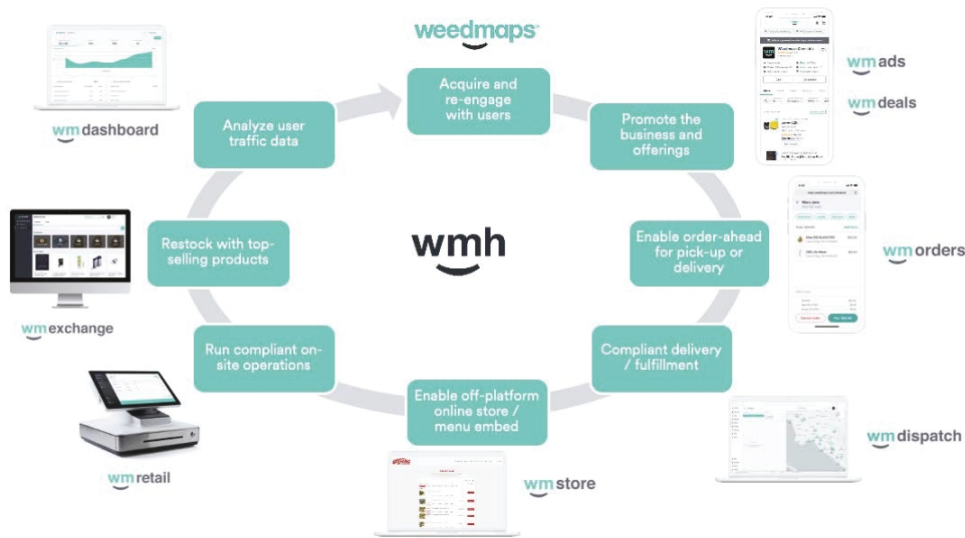 weedmaps
Acquire and
re-engage
with users
Promote the
business and
offerings
wm ads
wm deals
Enable order-ahead
for pick-up or
delivery
wm orders
Compliant delivery
/ fulfillment
wm dispatch
Enable off-platform
online store /
menu embed
wm store
Run compliant on-
site operations
wm retail
Restock with top-
selling products
wm exchange
Analyze user
traffic data
wm dashboard
wmh